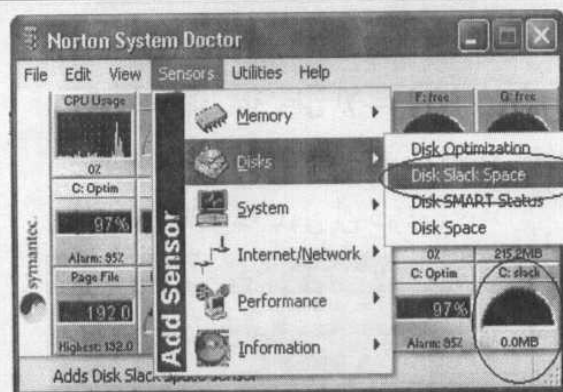 Norton System Doctor
File Edit View Sensors Utilities Help
CPU Usage
0%
C: Optim
97%
Alarm: 95%
Page File
192.0
Highest: 192.0
symantec.
Add Sensor
Memory
Disks
System
Internet/Network
Performance
Information
Disk Optimization
Disk Slack Space
Disk SMART Status
Disk Space
F: free
G: free
0%
215.2MB
C: Optim
97%
Alarm: 95%
C: slack
0.0MB
Adds Disk Slack Space sensor